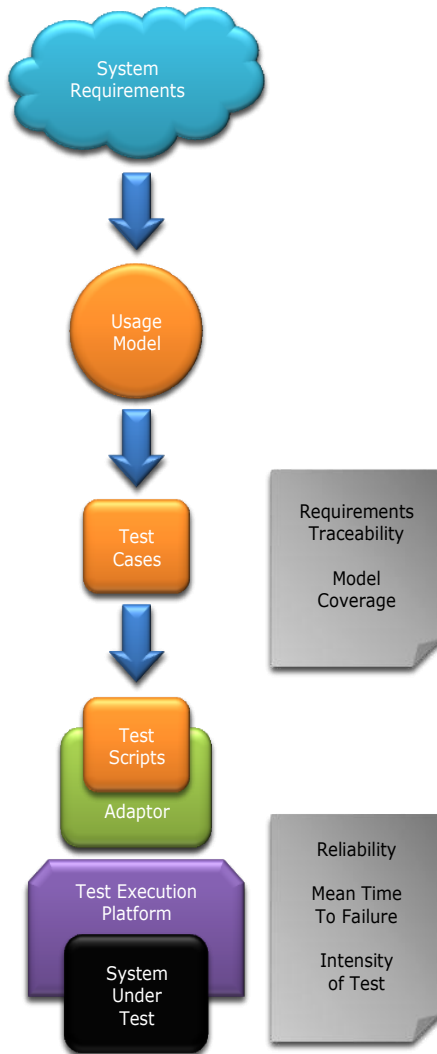 System
Requirements
Usage
Model
Test
Cases
Requirements
Traceability
Model
Coverage
Test
Scripts
Adaptor
Reliability
Mean Time
To Failure
Intensity
of Test
Test Execution
Platform
System
Under
Test